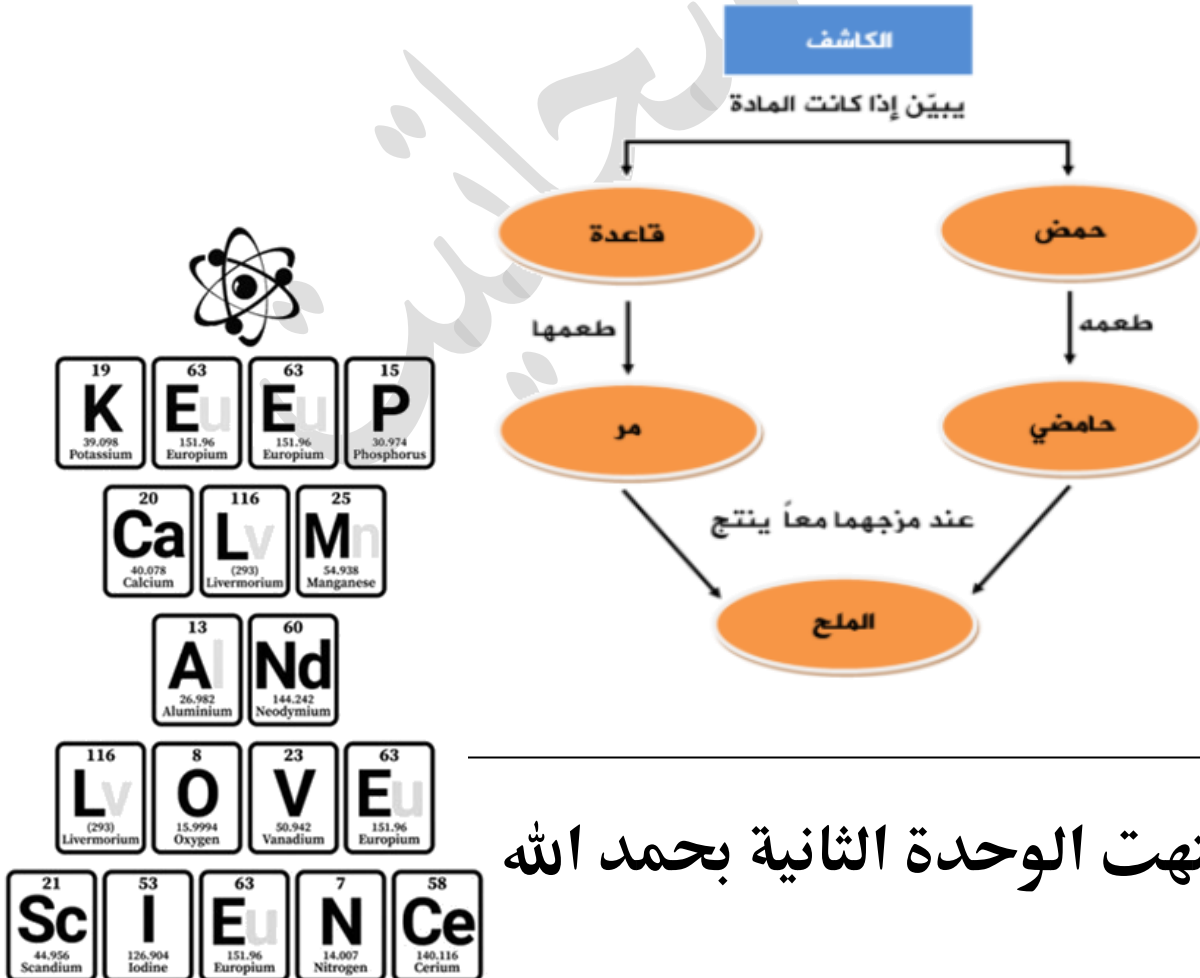 الكاشف
يبيّن إذا كانت المادة
حمض
قاعدة
طعمه
طعمها
حامضي
مر
عند مزجهما معاً ينتج
الملح
19 63 63 15
K Eu Eu P
39.098 151.96 151.96 30.974
Potassium Europium Europium Phosphorus
20 116 25
Ca Lv Mn
40.078 (293) 54.938
Calcium Livermorium Manganese
13 60
Al Nd
26.982 144.242
Aluminium Neodymium
116 8 23 63
Lv O V Eu
(293) 15.9994 50.942 151.96
Livermorium Oxygen Vanadium Europium
21 53 63 7 58
Sc I Eu N Ce
44.956 126.904 151.96 14.007 140.116
Scandium Iodine Europium Nitrogen Cerium
نهت الوحدة الثانية بحمد الله